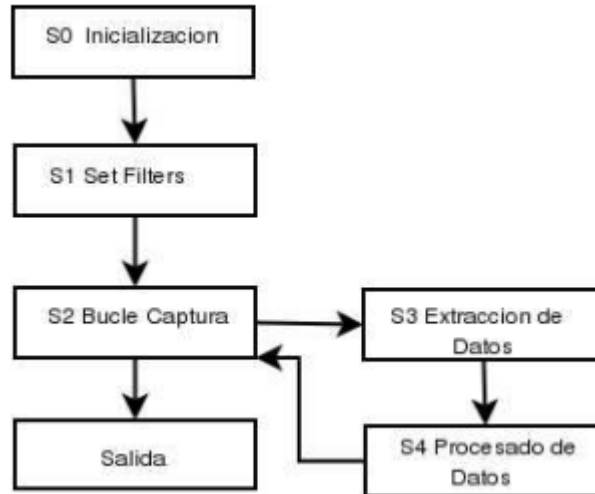 S0 Inicializacion
S1 Set Filters
S2 Bucle Captura
S3 Extraccion de
Datos
Salida
S4 Procesado de
Datos